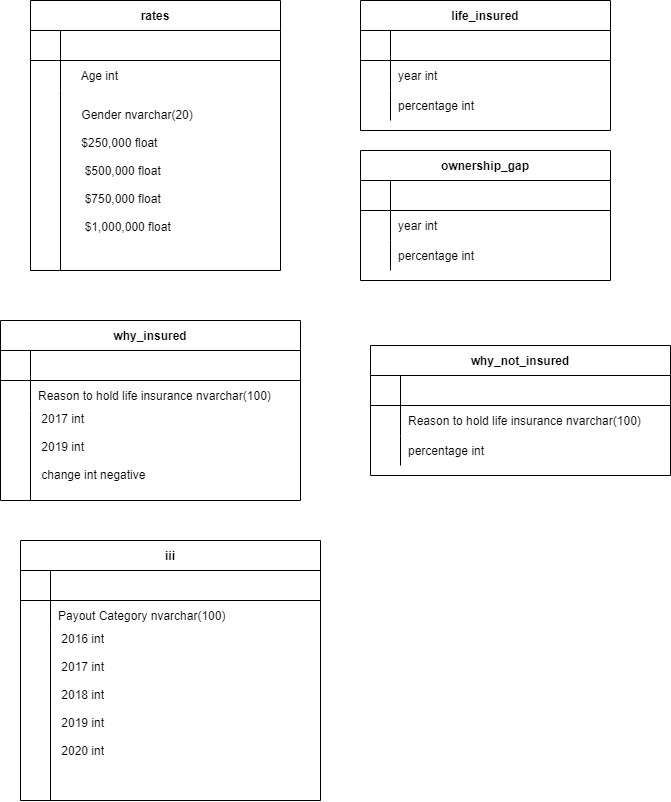 rates
Age int
Gender nvarchar(20)
$250,000 float
$500,000 float
$750,000 float
$1,000,000 float
life_insured
year int
percentage int
ownership_gap
year int
percentage int
why_insured
Reason to hold life insurance nvarchar(100)
2017 int
2019 int
change int negative
why_not_insured
Reason to hold life insurance nvarchar(100)
percentage int
iii
Payout Category nvarchar(100)
2016 int
2017 int
2018 int
2019 int
2020 int